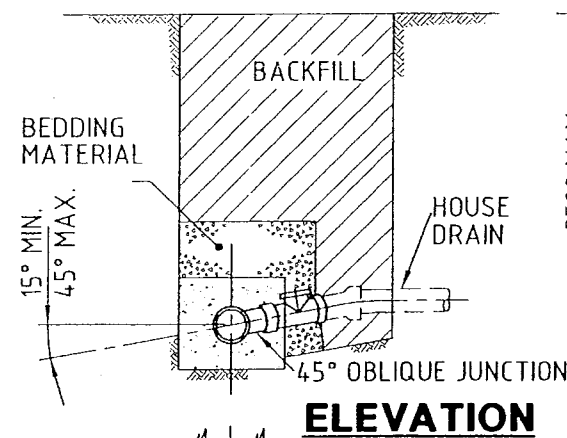 BACKFILL
BEDDING
MATERIAL
15° MIN.
45° MAX.
HOUSE
DRAIN
45° OBLIQUE JUNCTION
ELEVATION